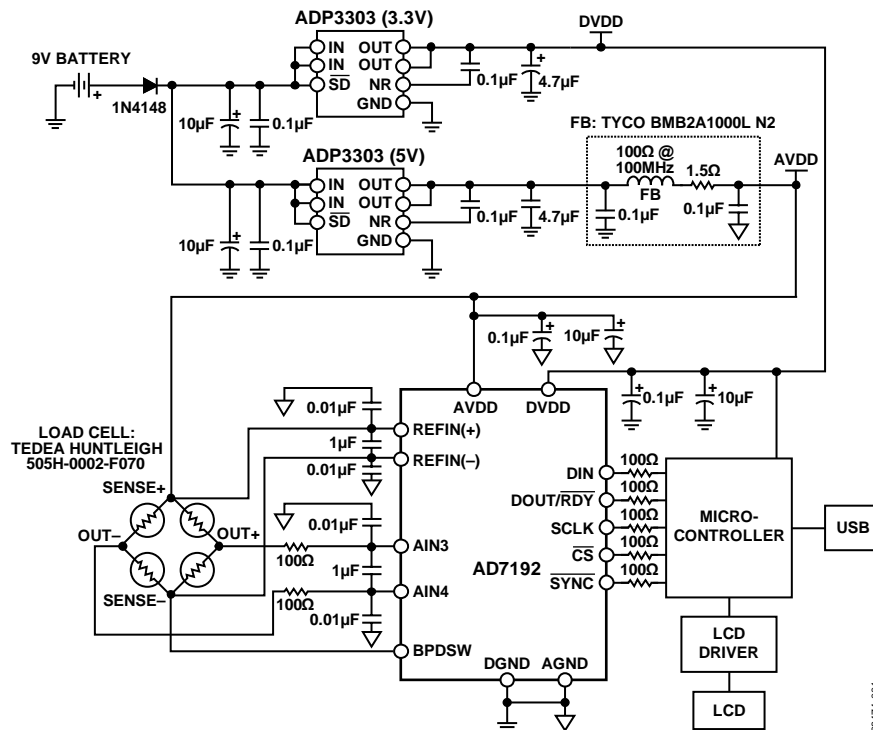 ADP3303 (3.3V)
DVDD
9V BATTERY
+
1N4148
IN
IN
SD
OUT
OUT
NR
GND
10µF
+
0.1µF
0.1µF
+
4.7µF
FB: TYCO BMB2A1000L N2
ADP3303 (5V)
100Ω @
100MHz
FB
1.5Ω
AVDD
IN
IN
SD
OUT
OUT
NR
GND
10µF
+
0.1µF
0.1µF
+
4.7µF
0.1µF
0.1µF
0.1µF
+
10µF
+
AVDD
DVDD
+
0.1µF
+
10µF
LOAD CELL:
TEDEA HUNTLEIGH
505H-0002-F070
SENSE+
OUT–
OUT+
SENSE–
0.01µF
1µF
0.01µF
0.01µF
100Ω
1µF
100Ω
0.01µF
REFIN(+)
REFIN(–)
AIN3
AIN4
BPDSW
AD7192
DIN
DOUT/RDY
SCLK
CS
SYNC
DGND
AGND
100Ω
100Ω
100Ω
100Ω
100Ω
MICRO-
CONTROLLER
USB
LCD
DRIVER
LCD